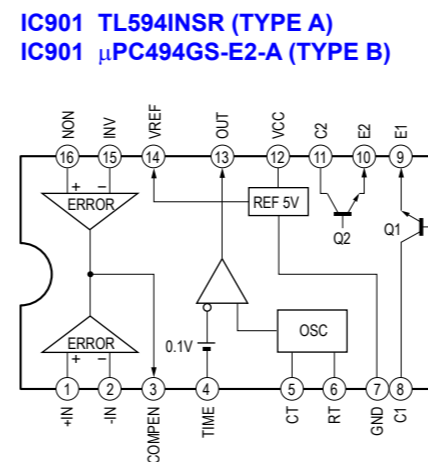 IC901 TL594INSR (TYPE A)
IC901 μPC494GS-E2-A (TYPE B)
NON INV VREF OUT VCC C2 E2 E1
16 15 14 13 12 11 10 9
+ − REF 5V
ERROR Q1
Q2
ERROR 0.1V OSC
+ −
1 2 3 4 5 6 7 8
+IN -IN COMPEN TIME CT RT GND C1